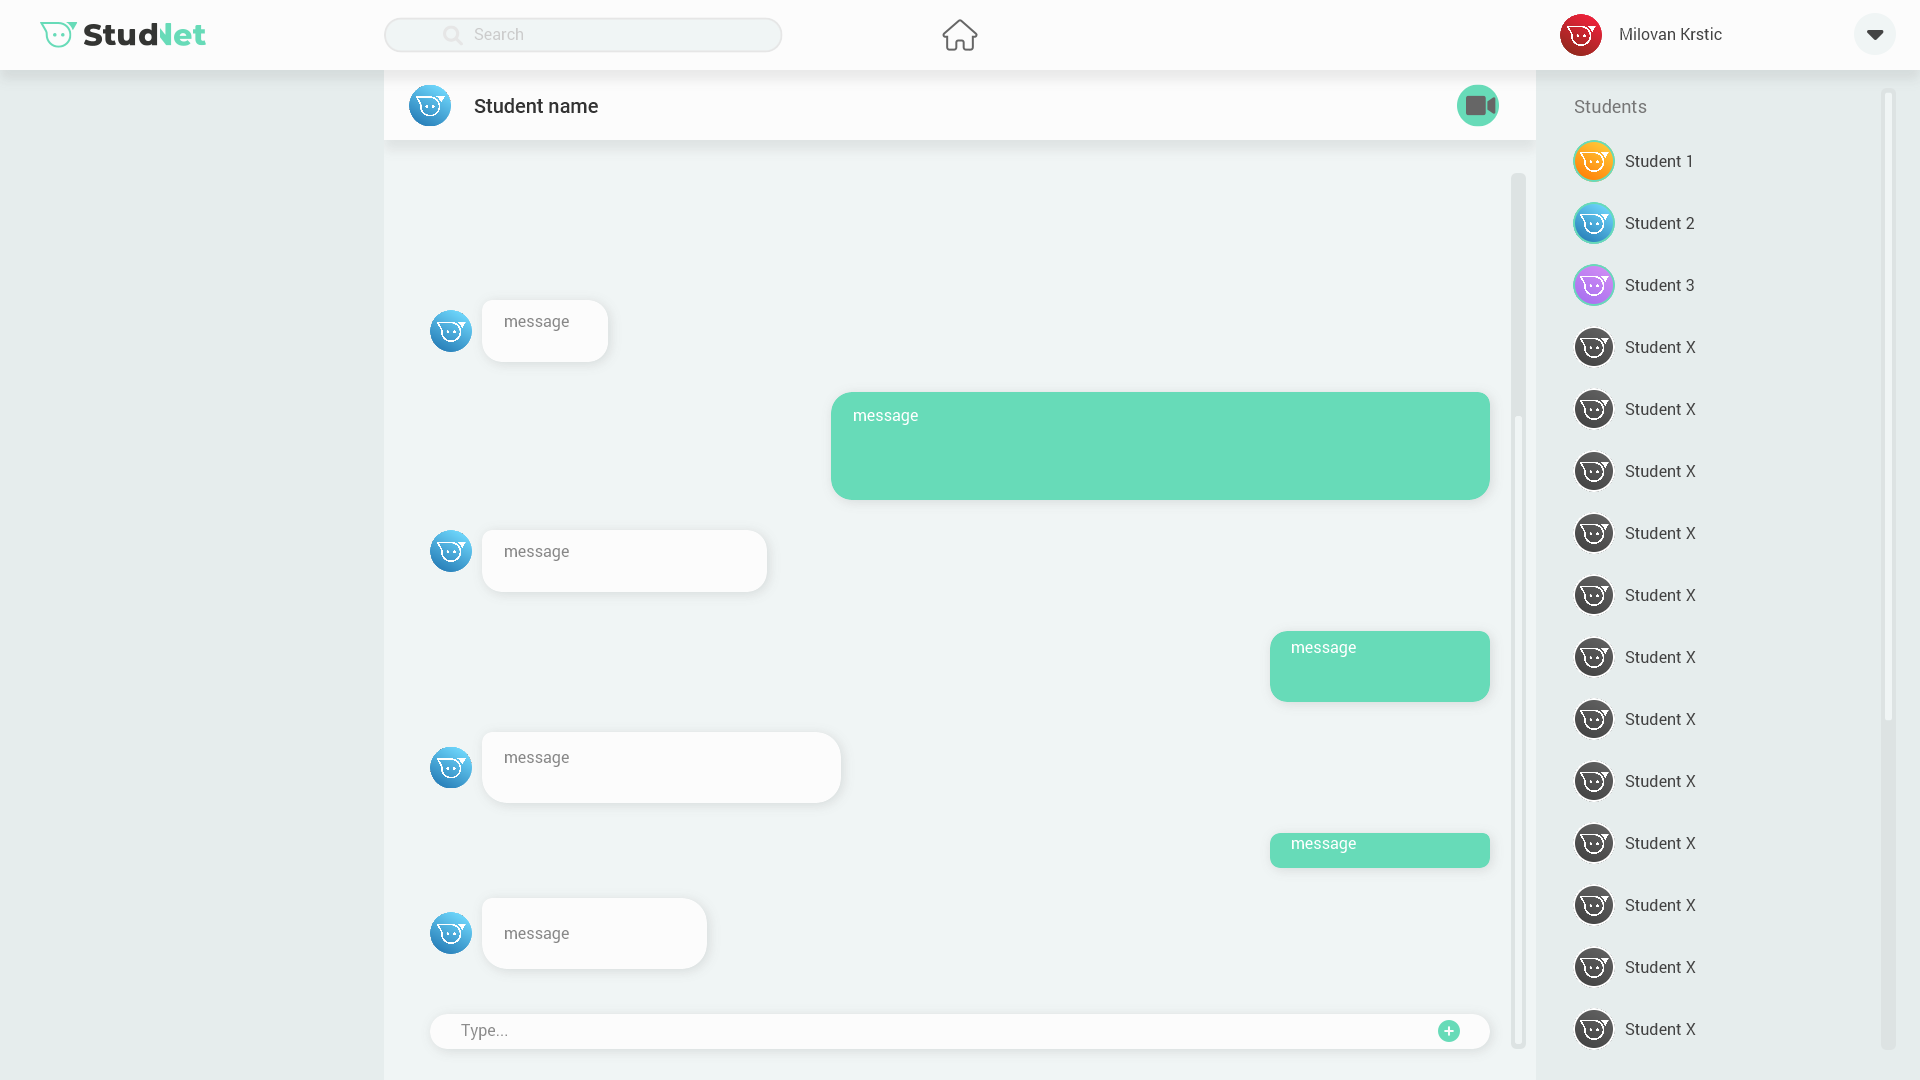 StudNet
Search
Milovan Krstic
Student name
message
message
message
message
message
message
message
Type...
Students
Student 1
Student 2
Student 3
Student X
Student X
Student X
Student X
Student X
Student X
Student X
Student X
Student X
Student X
Student X
Student X